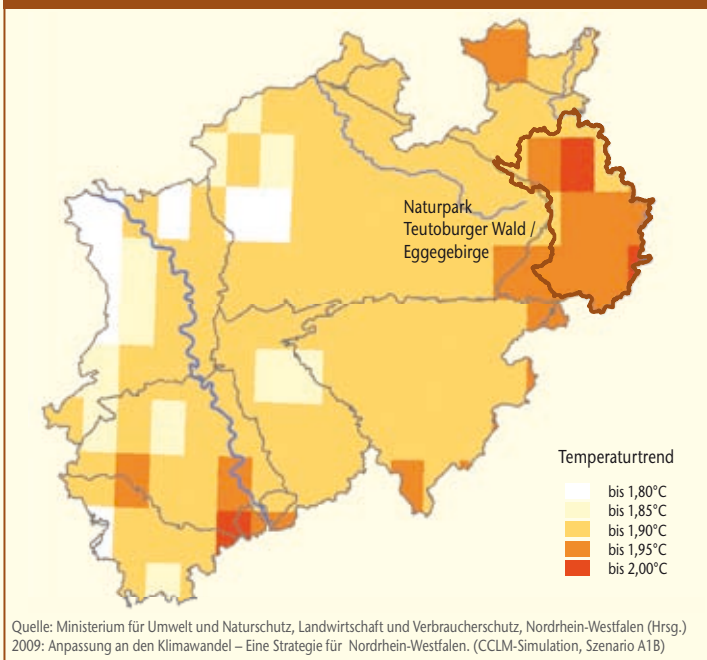 Naturpark
Teutoburger Wald /
Eggegebirge
Temperaturtrend
bis 1,80°C
bis 1,85°C
bis 1,90°C
bis 1,95°C
bis 2,00°C
Quelle: Ministerium für Umwelt und Naturschutz, Landwirtschaft und Verbraucherschutz, Nordrhein-Westfalen (Hrsg.)
2009: Anpassung an den Klimawandel – Eine Strategie für Nordrhein-Westfalen. (CCLM-Simulation, Szenario A1B)